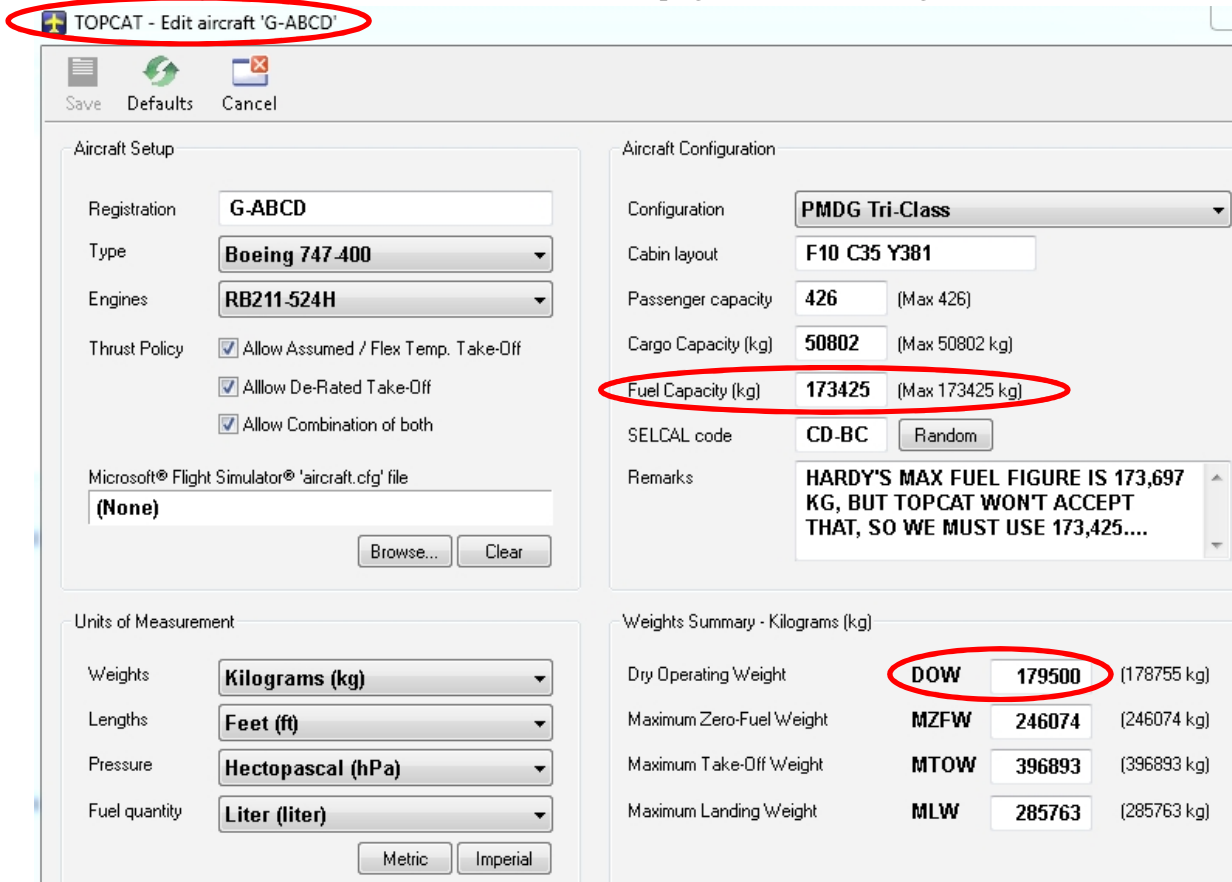 TOPCAT - Edit aircraft 'G-ABCD'
Save Defaults Cancel
Aircraft Setup
Registration G-ABCD
Type Boeing 747-400
Engines RB211-524H
Thrust Policy Allow Assumed / Flex Temp. Take-Off
Alllow De-Rated Take-Off
Allow Combination of both
Microsoft® Flight Simulator® 'aircraft.cfg' file
(None)
Browse... Clear
Aircraft Configuration
Configuration PMDG Tri-Class
Cabin layout F10 C35 Y381
Passenger capacity 426 (Max 426)
Cargo Capacity (kg) 50802 (Max 50802 kg)
Fuel Capacity (kg) 173425 (Max 173425 kg)
SELCAL code CD-BC Random
Remarks HARDY'S MAX FUEL FIGURE IS 173,697
KG, BUT TOPCAT WON'T ACCEPT
THAT, SO WE MUST USE 173,425....
Units of Measurement
Weights Kilograms (kg)
Lengths Feet (ft)
Pressure Hectopascal (hPa)
Fuel quantity Liter (liter)
Metric Imperial
Weights Summary - Kilograms (kg)
Dry Operating Weight DOW 179500 (178755 kg)
Maximum Zero-Fuel Weight MZFW 246074 (246074 kg)
Maximum Take-Off Weight MTOW 396893 (396893 kg)
Maximum Landing Weight MLW 285763 (285763 kg)